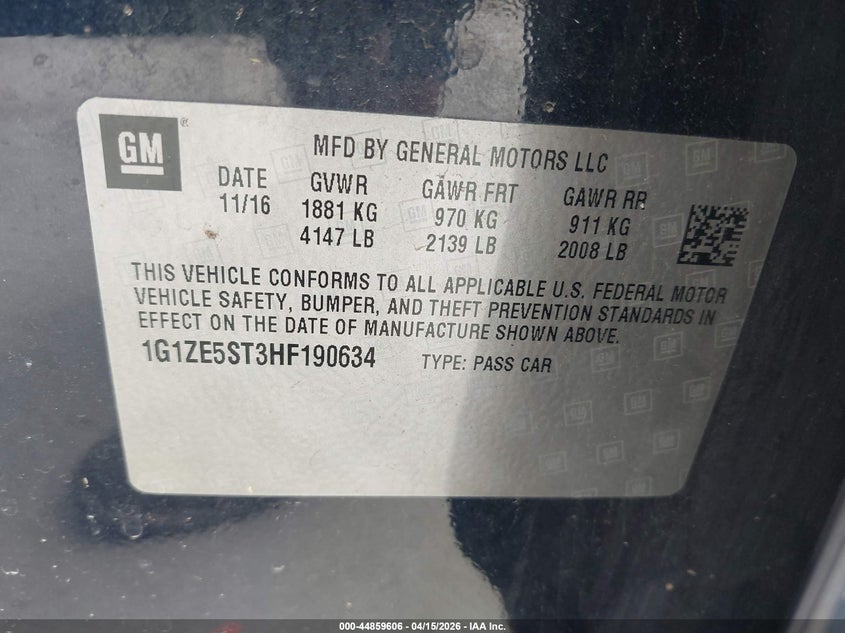 GM
MFD BY GENERAL MOTORS LLC
DATE GVWR GAWR FRT GAWR RR
11/16 1881 KG 970 KG 911 KG
4147 LB 2139 LB 2008 LB
THIS VEHICLE CONFORMS TO ALL APPLICABLE U.S. FEDERAL MOTOR
VEHICLE SAFETY, BUMPER, AND THEFT PREVENTION STANDARDS IN
EFFECT ON THE DATE OF MANUFACTURE SHOWN ABOVE.
1G1ZE5ST3HF190634 TYPE: PASS CAR
000-44859606 - 04/15/2026 - IAA Inc.